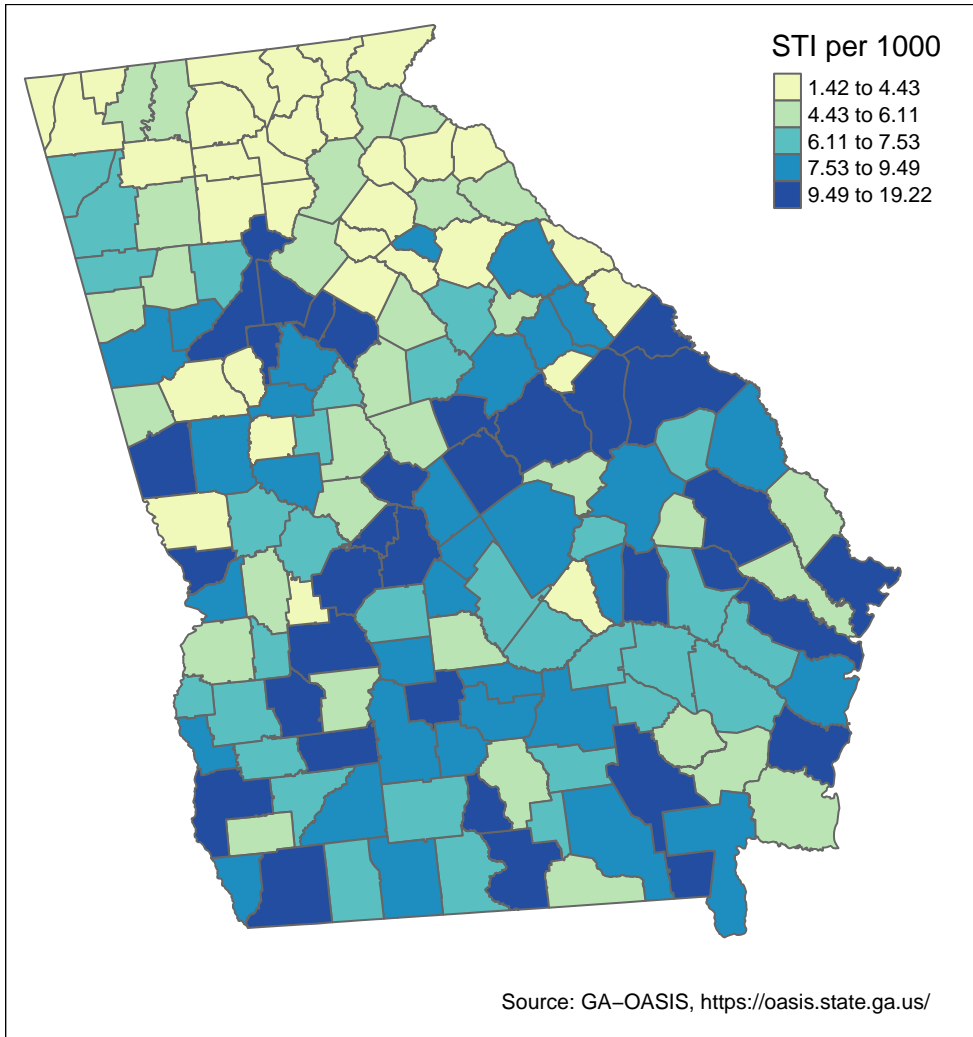 STI per 1000
1.42 to 4.43
4.43 to 6.11
6.11 to 7.53
7.53 to 9.49
9.49 to 19.22
Source: GA−OASIS, https://oasis.state.ga.us/